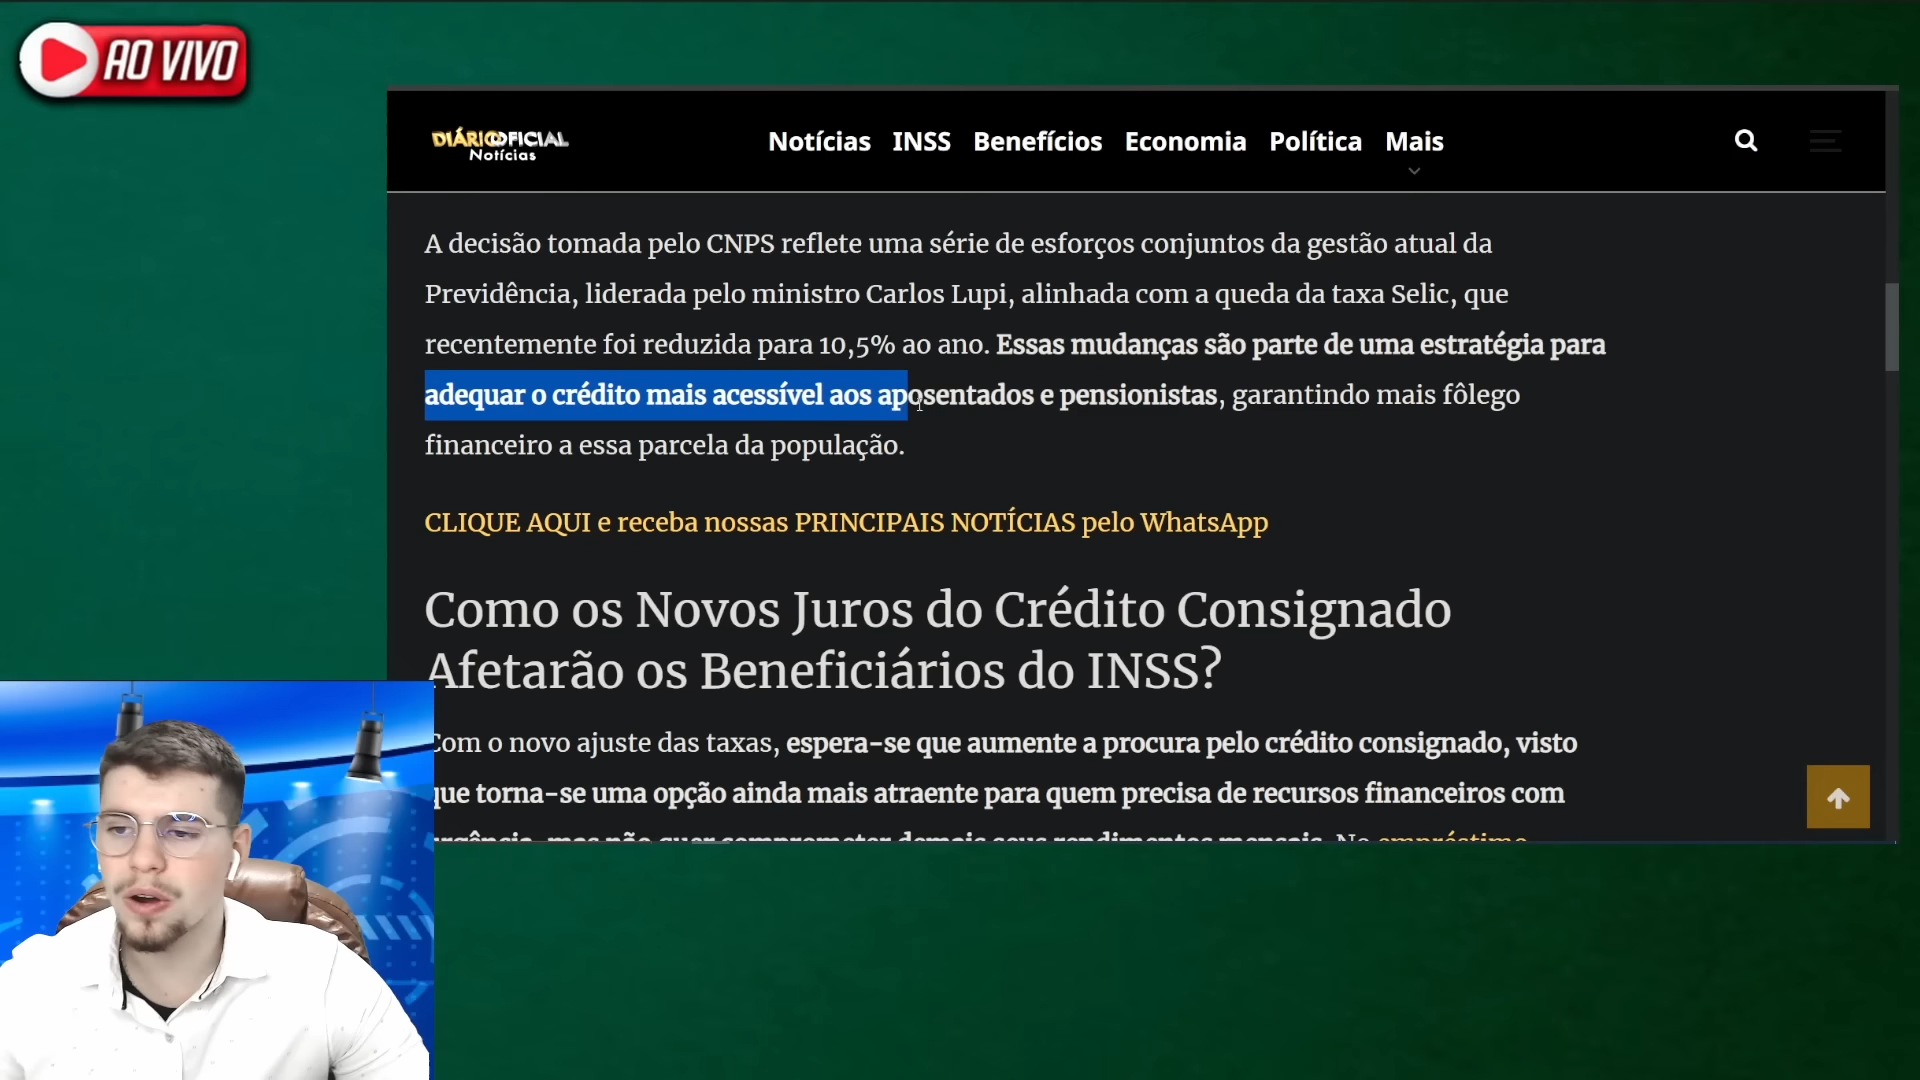 AO VIVO
DIÁRIO OFICIAL
Notícias
Notícias INSS Benefícios Economia Política Mais
A decisão tomada pelo CNPS reflete uma série de esforços conjuntos da gestão atual da
Previdência, liderada pelo ministro Carlos Lupi, alinhada com a queda da taxa Selic, que
recentemente foi reduzida para 10,5% ao ano. Essas mudanças são parte de uma estratégia para
adequar o crédito mais acessível aos aposentados e pensionistas, garantindo mais fôlego
financeiro a essa parcela da população.
CLIQUE AQUI e receba nossas PRINCIPAIS NOTÍCIAS pelo WhatsApp
Como os Novos Juros do Crédito Consignado
Afetarão os Beneficiários do INSS?
Com o novo ajuste das taxas, espera-se que aumente a procura pelo crédito consignado, visto
que torna-se uma opção ainda mais atraente para quem precisa de recursos financeiros com
urgência, mas não quer comprometer demais seus rendimentos mensais. No empréstimo